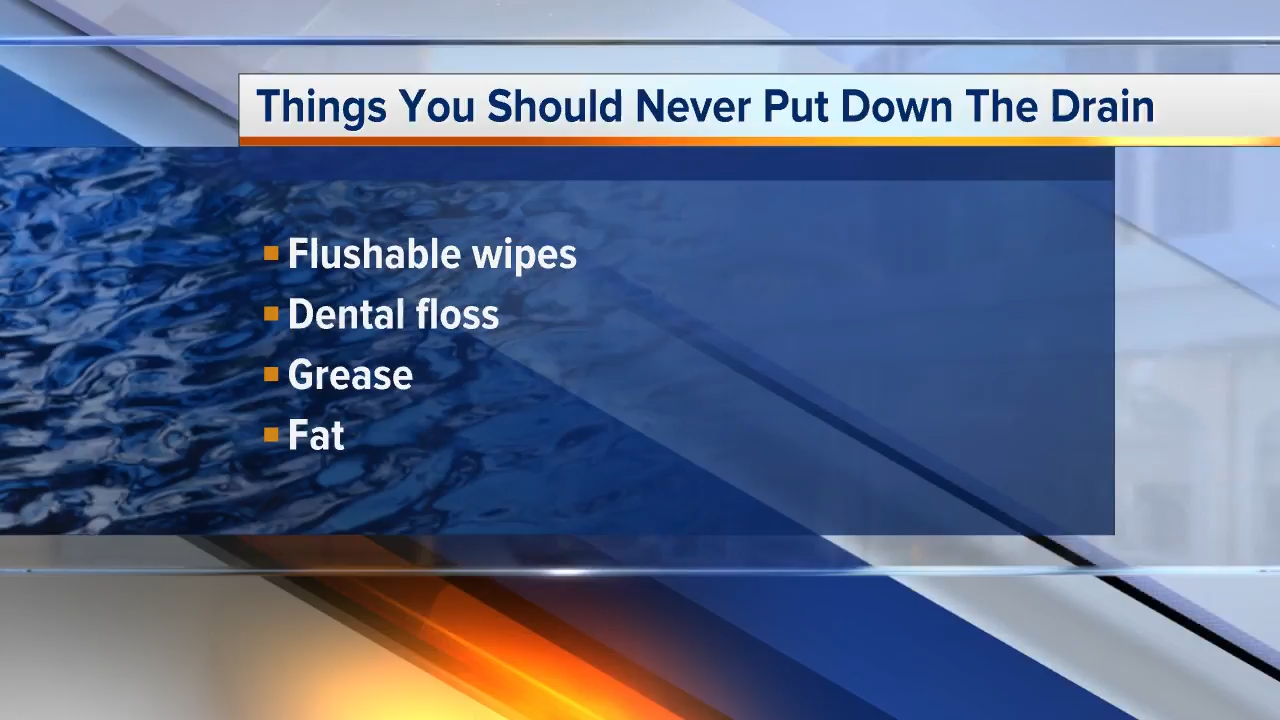 Things You Should Never Put Down The Drain
Flushable wipes
Dental floss
Grease
Fat